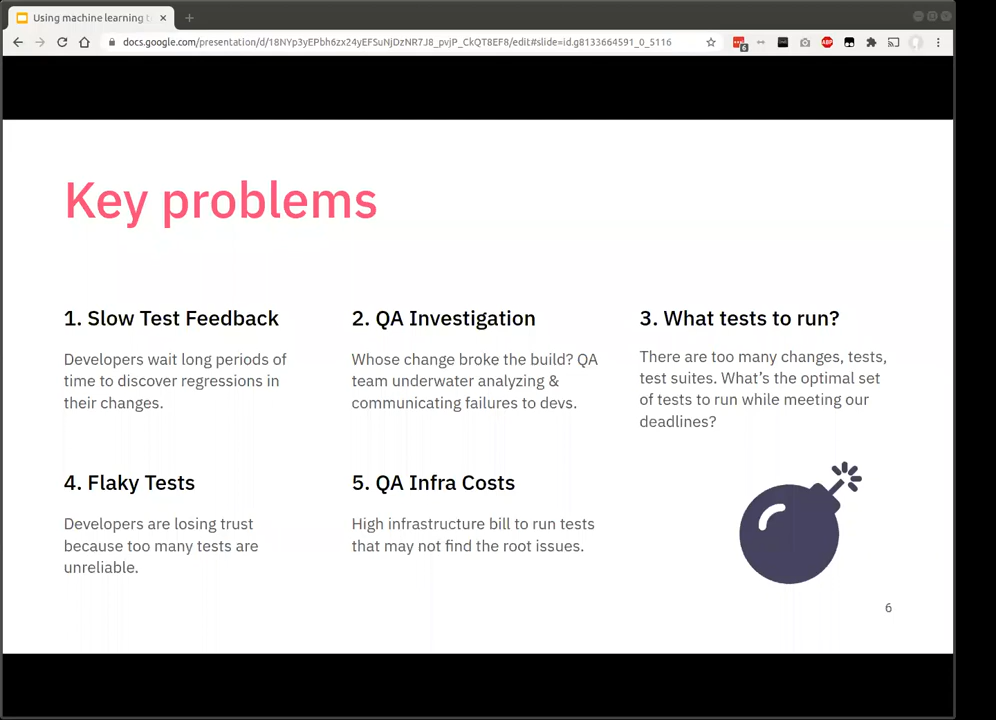 Using machine learning t
docs.google.com/presentation/d/18NYp3yEPbh6zx24yEFSuNjDzNR7J8_pvjP_CkQT8EF8/edit#slide=id.g8133664591_0_5116
6
ABP
Key problems
1. Slow Test Feedback
Developers wait long periods of
time to discover regressions in
their changes.
2. QA Investigation
Whose change broke the build? QA
team underwater analyzing &
communicating failures to devs.
3. What tests to run?
There are too many changes, tests,
test suites. What's the optimal set
of tests to run while meeting our
deadlines?
4. Flaky Tests
Developers are losing trust
because too many tests are
unreliable.
5. QA Infra Costs
High infrastructure bill to run tests
that may not find the root issues.
6